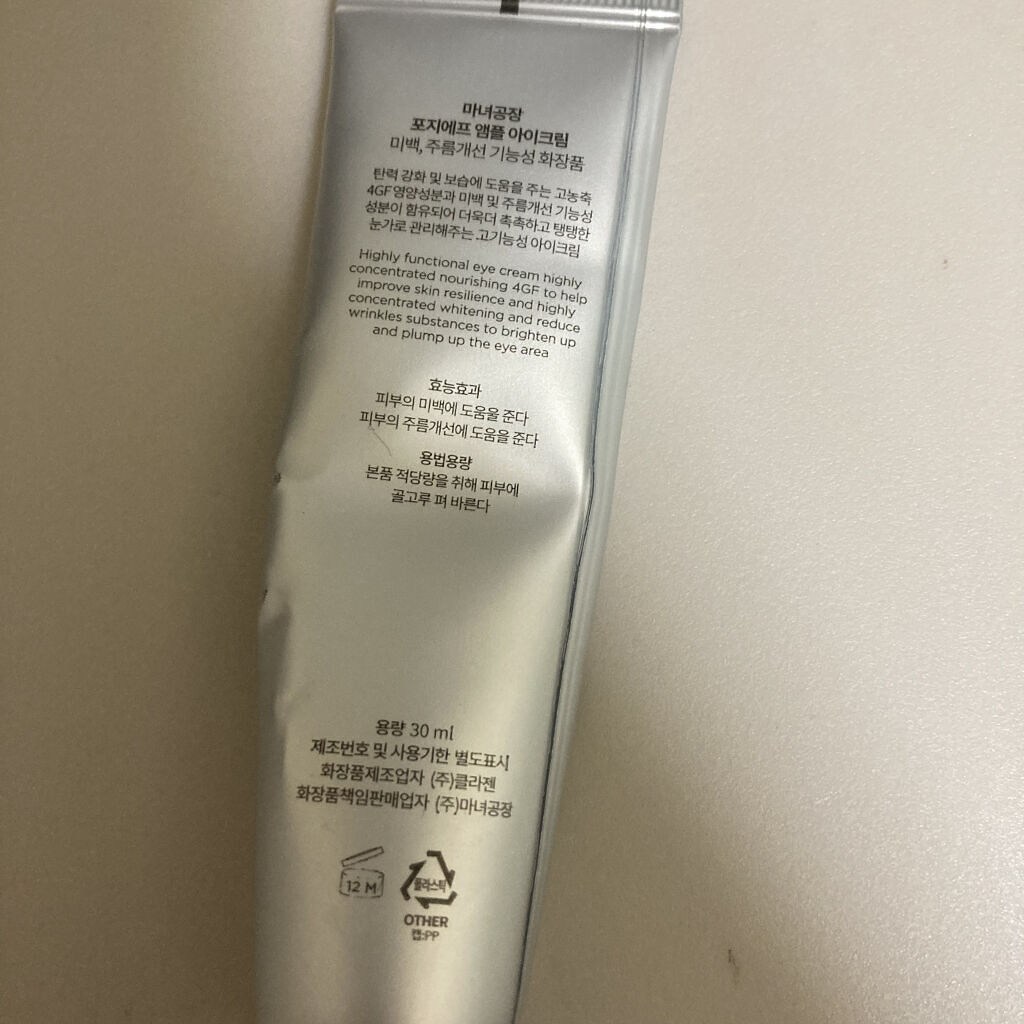 마녀공장
포지에프 앰플 아이크림
미백, 주름개선 기능성 화장품
탄력 강화 및 보습에 도움을 주는 고농축
4GF영양성분과 미백 및 주름개선 기능성
성분이 함유되어 더욱더 촉촉하고 탱탱한
눈가로 관리해주는 고기능성 아이크림
Highly functional eye cream highly
concentrated nourishing 4GF to help
improve skin resilience and highly
concentrated whitening and reduce
wrinkles substances to brighten up
and plump up the eye area
효능효과
피부의 미백에 도움을 준다
피부의 주름개선에 도움을 준다
용법용량
본품 적당량을 취해 피부에
골고루 펴 바른다
용량 30 ml
제조번호 및 사용기한 별도표시
화장품제조업자 (주)클라젠
화장품책임판매업자 (주)마녀공장
12 M
플라스틱
OTHER
캡:PP